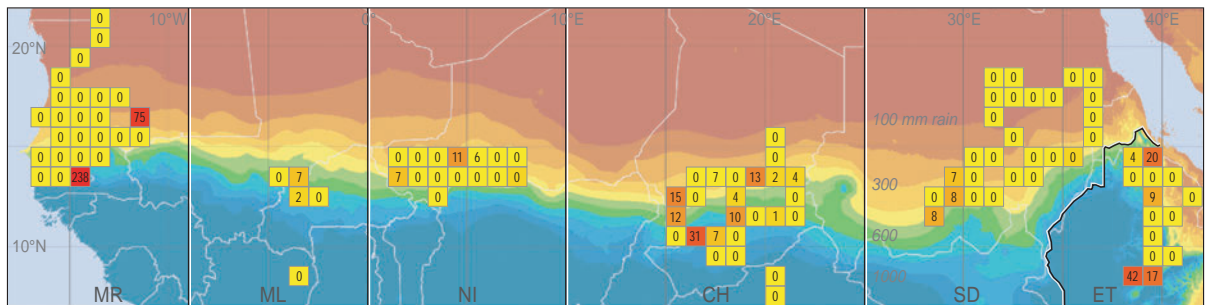 10°W 0° 10°E 20°E 30°E 40°E
0
0
20°N 0
0 0 0
0 0 0 0 0 0 0 0 0
0 0 0 0 75 100 mm rain 0 0
0 0 0 0 0 0 0 0
0 0 0 0 0 0 0 11 6 0 0 0 0 0 0 0 0 4 20
0 0 238 0 7 7 0 0 0 0 0 0 0 7 0 13 2 4 300 7 0 0 0 0 0
2 0 0 15 0 4 0 0 8 0 0 9 0
12 10 0 1 0 8 0 0
0 31 7 0 600 0 0
10°N 0 0 0 0
0 0 1000 42 17
MR ML NI CH 0 SD ET